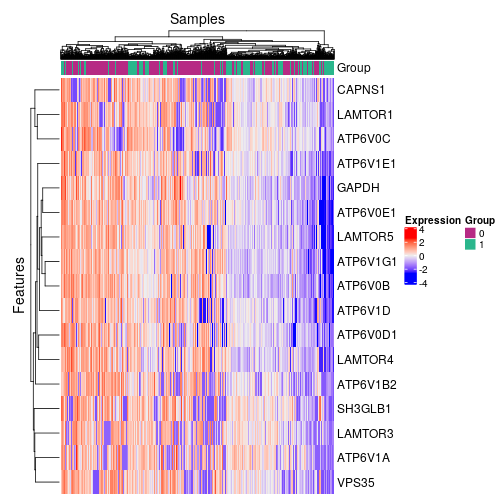 Samples
Group
CAPNS1
LAMTOR1
ATP6V0C
ATP6V1E1
GAPDH
ATP6V0E1
LAMTOR5
ATP6V1G1
ATP6V0B
ATP6V1D
ATP6V0D1
LAMTOR4
ATP6V1B2
SH3GLB1
LAMTOR3
ATP6V1A
VPS35
Features
Expression
4
2
0
-2
-4
Group
0
1